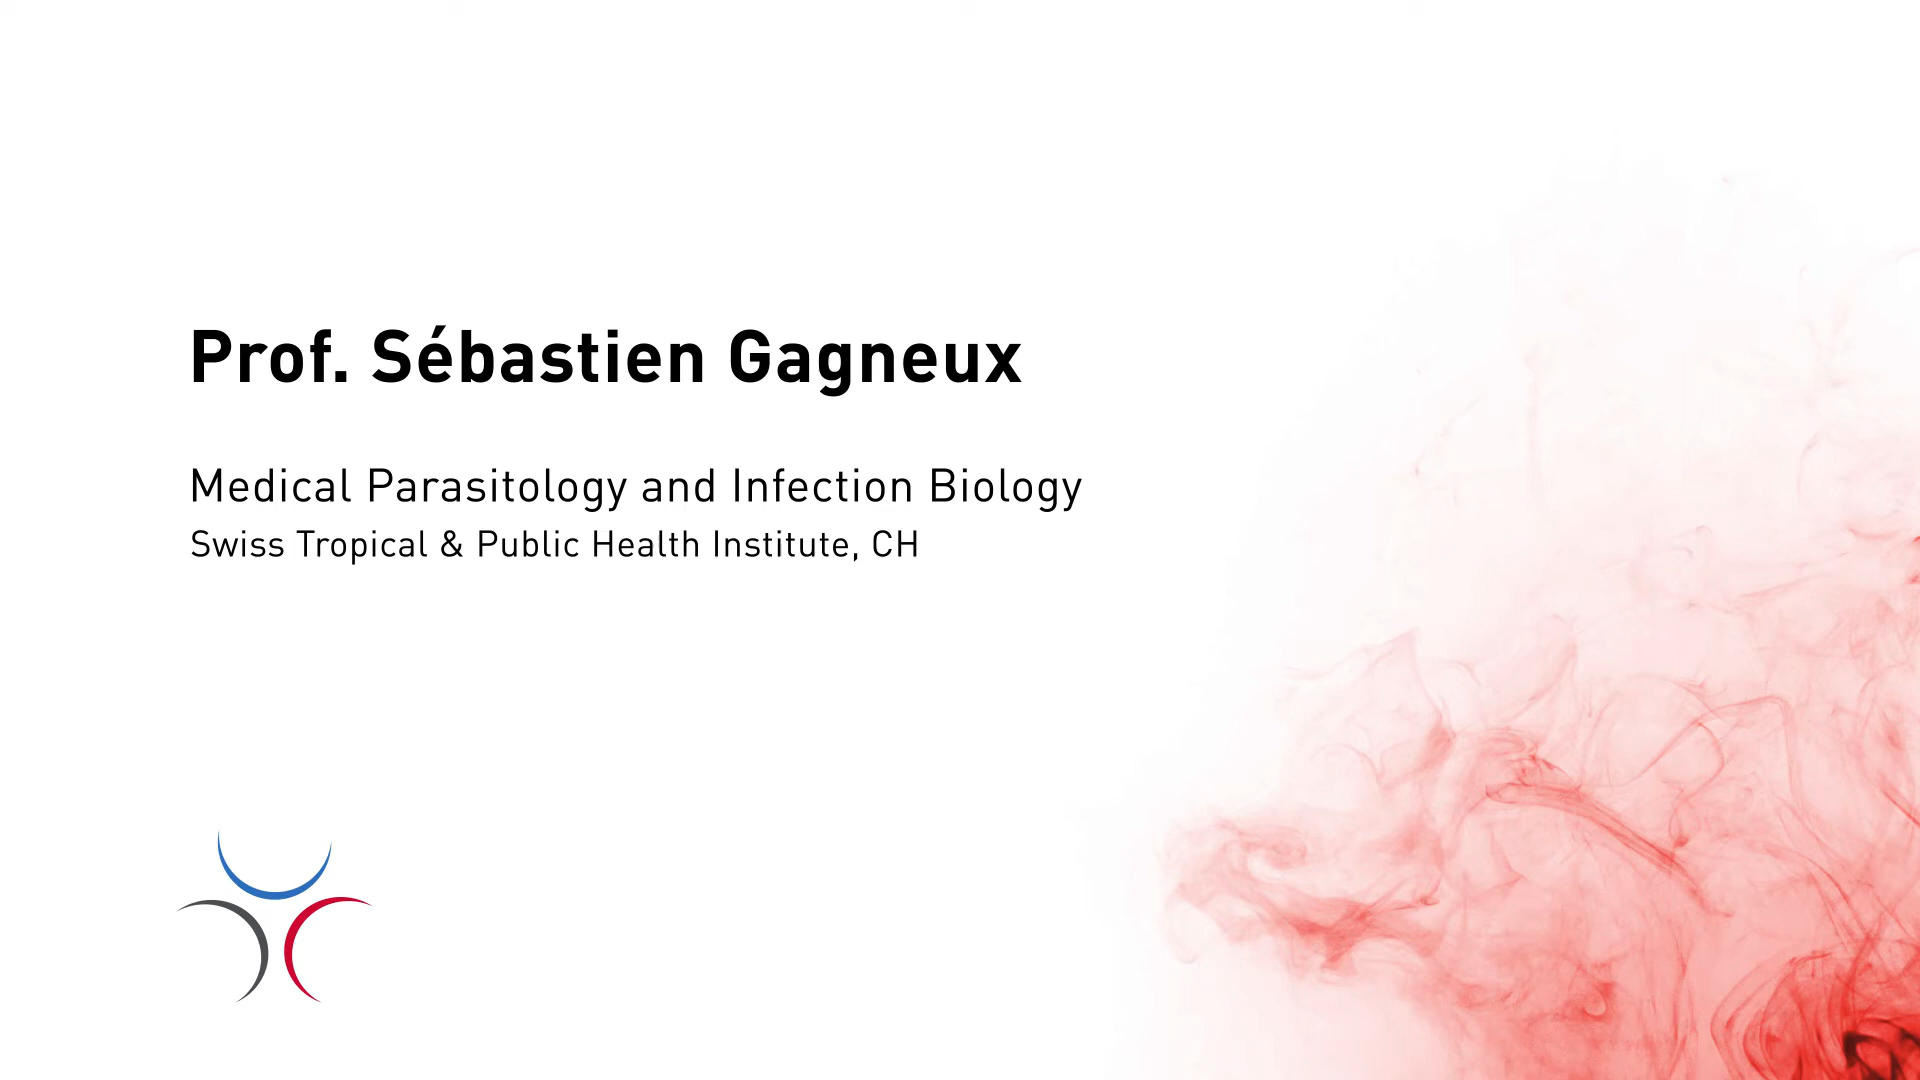 Prof. Sébastien Gagneux
Medical Parasitology and Infection Biology
Swiss Tropical & Public Health Institute, CH